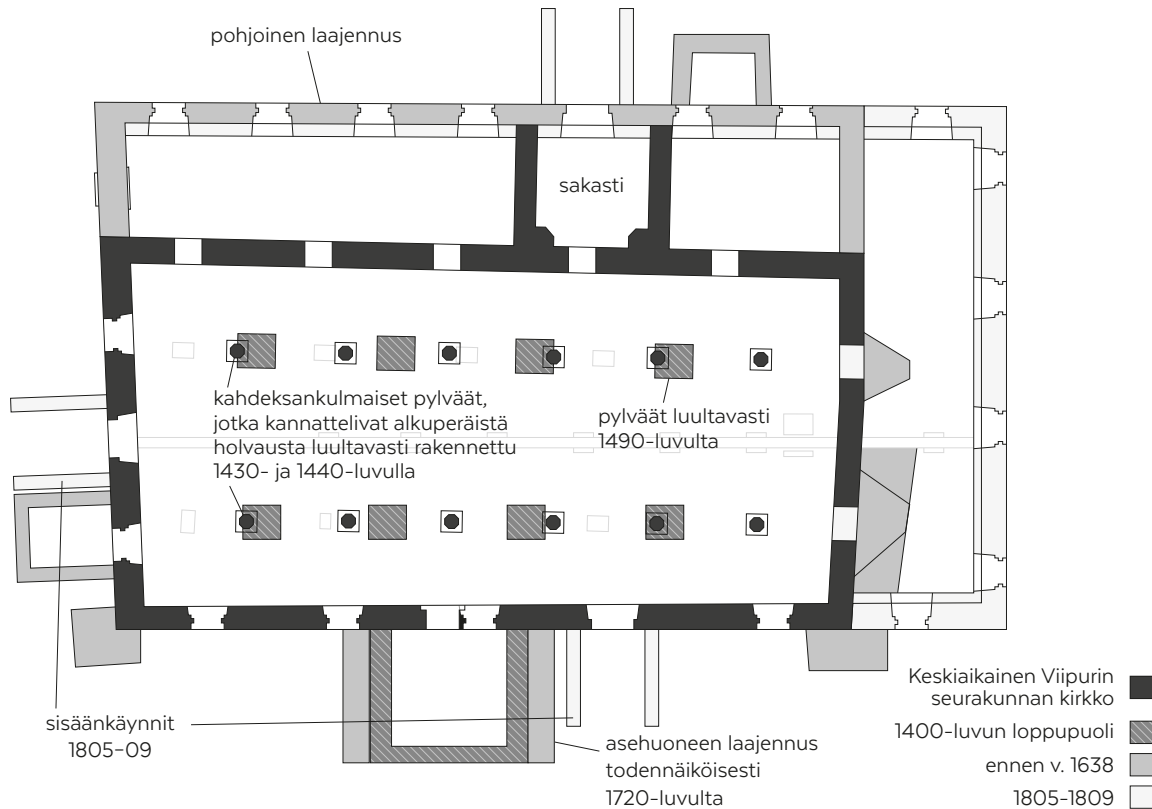 pohjoinen laajennus
sakasti
kahdeksankulmaiset pylväät,
jotka kannattelivat alkuperäistä
holvausta luultavasti rakennettu
1430- ja 1440-luvulla
pylväät luultavasti
1490-luvulta
sisäänkäynnit
1805–09
asehuoneen laajennus
todennäiköisesti
1720-luvulta
Keskiaikainen Viipurin
seurakunnan kirkko
1400-luvun loppupuoli
ennen v. 1638
1805-1809